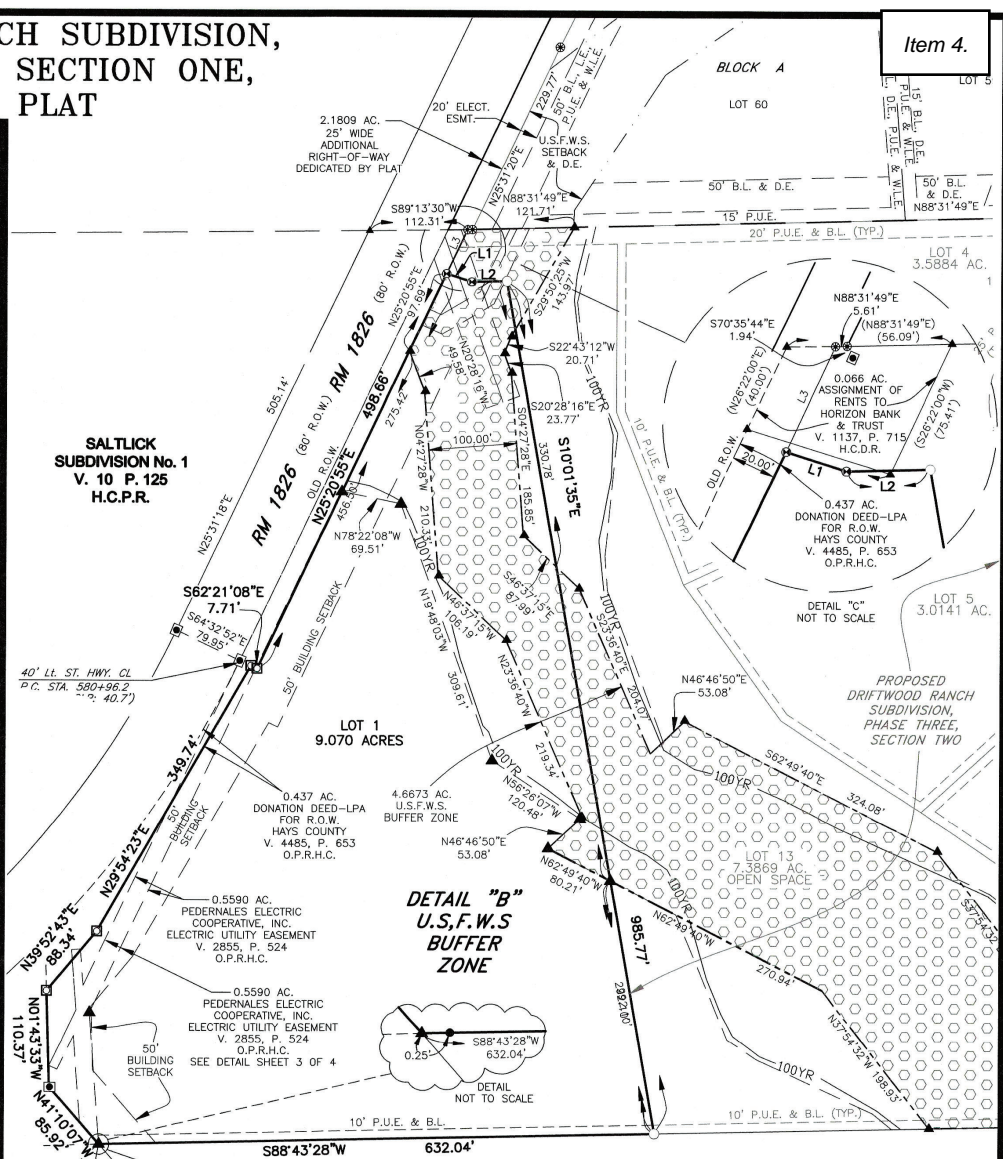 CH SUBDIVISION,
SECTION ONE,
PLAT
Item 4.
BLOCK A
LOT 60
LOT 5
15' B.L., D.E.,
P.U.E. & W.L.E.
20' ELECT.
ESMT.
229.77'
50' B.L., L.E.,
P.U.E. & W.L.E.
2.1809 AC.
25' WIDE
ADDITIONAL
RIGHT-OF-WAY
DEDICATED BY PLAT
U.S.F.W.S.
SETBACK
& D.E.
N25°31'20"E
50' B.L. & D.E.
50' B.L.
& D.E.
N88°31'49"E
N88°31'49"E
121.71'
15' P.U.E.
20' P.U.E. & B.L. (TYP.)
S89°13'30"W
112.31'
L3
L1
L2
LOT 4
3.5884 AC.
S29°50'25"W
143.97'
N25°20'55"E
97.69'
RM 1826 (80' R.O.W.)
RM 1826 (80' R.O.W.)
OLD R.O.W.
N25°20'55"E
498.66'
275.42'
456.50'
505.14'
N25°31'18"E
(N20°28'16"W)
49.58'
S22°43'12"W
20.71'
S20°28'16"E
23.77'
100YR
100.00'
S04°27'28"E
185.85'
330.78'
S10°01'35"E
10' P.U.E. & B.L. (TYP.)
N88°31'49"E
5.61'
(N88°31'49"E)
(56.09')
S70°35'44"E
1.94'
(N26°22'00"E)
(40.00')
L3
0.066 AC.
ASSIGNMENT OF
RENTS TO
HORIZON BANK
& TRUST
V. 1137, P. 715
H.C.D.R.
(S26°22'00"W)
(75.41')
OLD R.O.W.
20.00'
L1
L2
0.437 AC.
DONATION DEED-LPA
FOR R.O.W.
HAYS COUNTY
V. 4485, P. 653
O.P.R.H.C.
DETAIL "C"
NOT TO SCALE
LOT 5
3.0141 AC.
SALTLICK
SUBDIVISION No. 1
V. 10 P. 125
H.C.P.R.
N04°27'28"W
210.33'
N78°22'08"W
69.51'
100YR
S62°21'08"E
7.71'
S64°32'52"E
79.95'
50' BUILDING SETBACK
40' Lt. ST. HWY. CL
P.C. STA. 580+96.2
40.7')
N19°48'03"W
309.61'
N46°37'15"W
106.19'
S46°37'15"E
87.99'
100YR
S23°36'40"E
204.07'
N23°36'40"W
219.34'
N46°46'50"E
53.08'
PROPOSED
DRIFTWOOD RANCH
SUBDIVISION,
PHASE THREE,
SECTION TWO
LOT 1
9.070 ACRES
349.74'
N29°54'23"E
50'
BUILDING
SETBACK
0.437 AC.
DONATION DEED-LPA
FOR R.O.W.
HAYS COUNTY
V. 4485, P. 653
O.P.R.H.C.
4.6673 AC.
U.S.F.W.S.
BUFFER ZONE
100YR
N56°26'07"W
120.48'
N46°46'50"E
53.08'
N62°49'40"W
80.21'
S62°49'40"E
324.08'
100YR
LOT 13
7.3869 AC.
OPEN SPACE
S37°54'32
100YR
N62°49'40"W
270.94'
985.77'
DETAIL "B"
U.S,F.W.S
BUFFER
ZONE
0.5590 AC.
PEDERNALES ELECTRIC
COOPERATIVE, INC.
ELECTRIC UTILITY EASEMENT
V. 2855, P. 524
O.P.R.H.C.
N39°52'43"E
88.34'
0.5590 AC.
PEDERNALES ELECTRIC
COOPERATIVE, INC.
ELECTRIC UTILITY EASEMENT
V. 2855, P. 524
O.P.R.H.C.
SEE DETAIL SHEET 3 OF 4
N01°43'33"W
110.37'
50'
BUILDING
SETBACK
0.25'
S88°43'28"W
632.04'
DETAIL
NOT TO SCALE
N37°54'32"W
198.93'
100YR
N41°10'07"W
85.92'
10' P.U.E. & B.L.
10' P.U.E. & B.L. (TYP.)
S88°43'28"W
632.04'